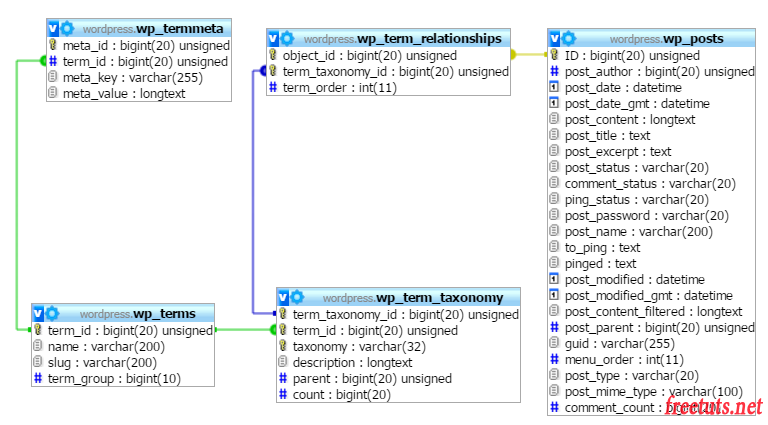 wordpress.wp_termmeta
meta_id : bigint(20) unsigned
term_id : bigint(20) unsigned
meta_key : varchar(255)
meta_value : longtext
wordpress.wp_term_relationships
object_id : bigint(20) unsigned
term_taxonomy_id : bigint(20) unsigned
term_order : int(11)
wordpress.wp_posts
ID : bigint(20) unsigned
post_author : bigint(20) unsigned
post_date : datetime
post_date_gmt : datetime
post_content : longtext
post_title : text
post_excerpt : text
post_status : varchar(20)
comment_status : varchar(20)
ping_status : varchar(20)
post_password : varchar(20)
post_name : varchar(200)
to_ping : text
pinged : text
post_modified : datetime
post_modified_gmt : datetime
post_content_filtered : longtext
post_parent : bigint(20) unsigned
guid : varchar(255)
menu_order : int(11)
post_type : varchar(20)
post_mime_type : varchar(100)
comment_count : bigint(20)
wordpress.wp_terms
term_id : bigint(20) unsigned
name : varchar(200)
slug : varchar(200)
term_group : bigint(10)
wordpress.wp_term_taxonomy
term_taxonomy_id : bigint(20) unsigned
term_id : bigint(20) unsigned
taxonomy : varchar(32)
description : longtext
parent : bigint(20) unsigned
count : bigint(20)
freetuts.net